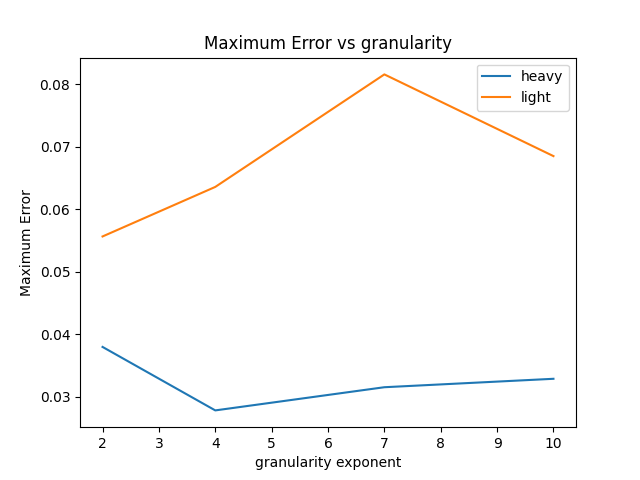 Maximum Error vs granularity
heavy
light
Maximum Error
0.08
0.07
0.06
0.05
0.04
0.03
2 3 4 5 6 7 8 9 10
granularity exponent